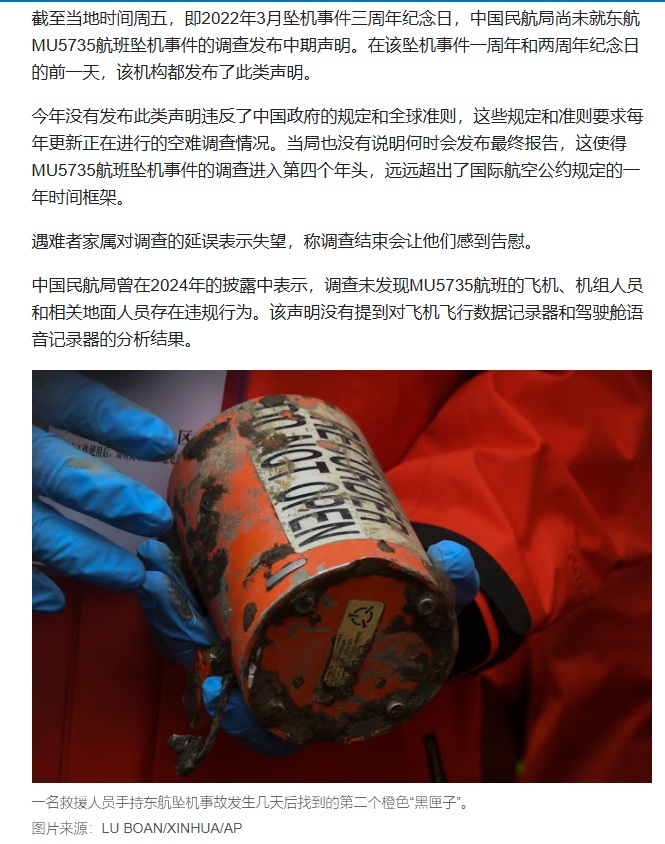 截至当地时间周五，即2022年3月坠机事件三周年纪念日，中国民航局尚未就东航
MU5735航班坠机事件的调查发布中期声明。在该坠机事件一周年和两周年纪念日
的前一天，该机构都发布了此类声明。
今年没有发布此类声明违反了中国政府的规定和全球准则，这些规定和准则要求每
年更新正在进行的空难调查情况。当局也没有说明何时会发布最终报告，这使得
MU5735航班坠机事件的调查进入第四个年头，远远超出了国际航空公约规定的一
年时间框架。
遇难者家属对调查的延误表示失望，称调查结束会让他们感到告慰。
中国民航局曾在2024年的披露中表示，调查未发现MU5735航班的飞机、机组人员
和相关地面人员存在违规行为。该声明没有提到对飞机飞行数据记录器和驾驶舱语
音记录器的分析结果。
区
NOT OPEN
一名救援人员手持东航坠机事故发生几天后找到的第二个橙色“黑匣子”。
图片来源：LU BOAN/XINHUA/AP